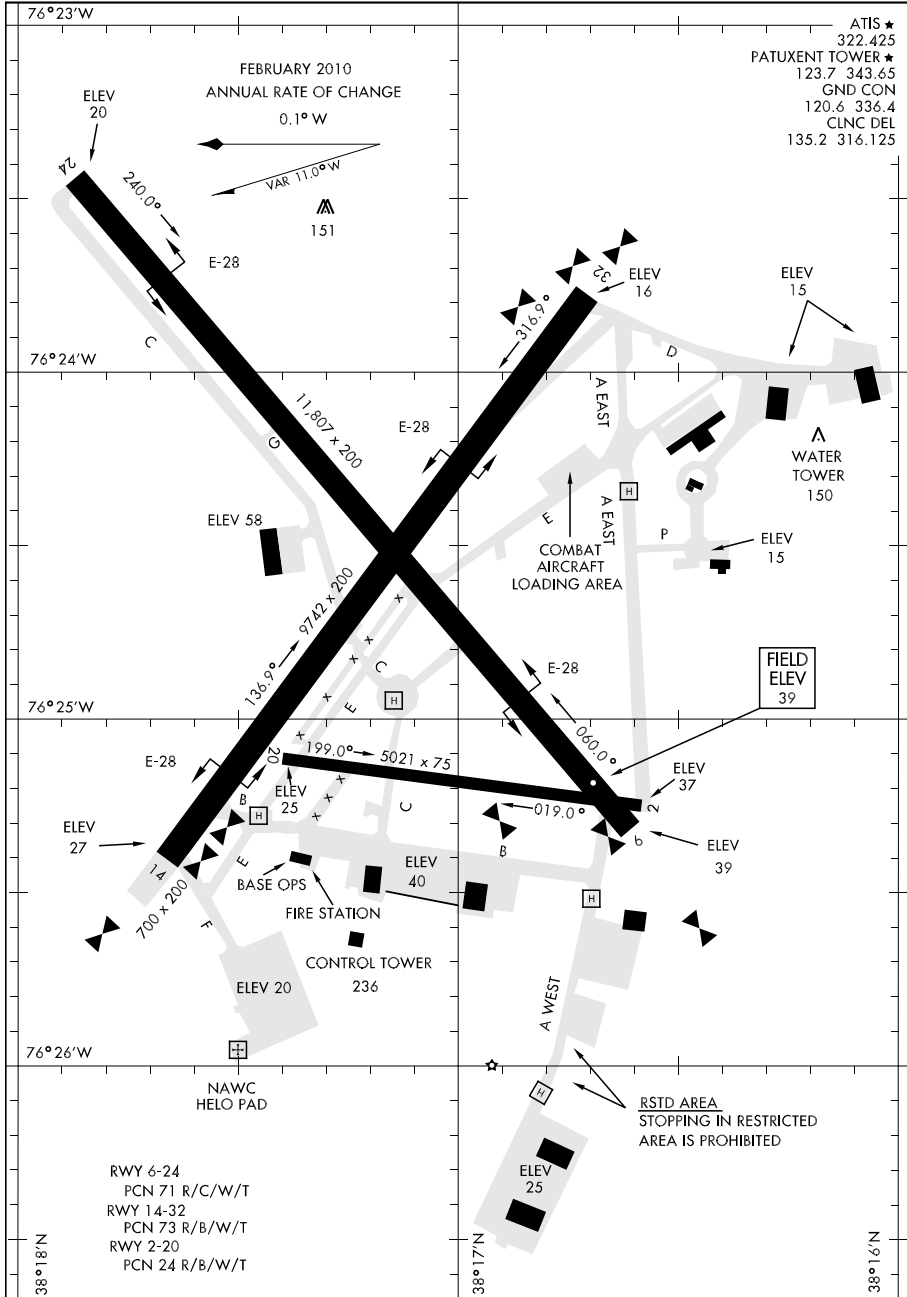 76°23'W
ATIS ★
322.425
PATUXENT TOWER ★
123.7 343.65
GND CON
120.6 336.4
CLNC DEL
135.2 316.125
FEBRUARY 2010
ANNUAL RATE OF CHANGE
0.1° W
VAR 11.0° W
151
ELEV
20
24
240.0°
E-28
C
32
ELEV
16
316.9°
ELEV
15
76°24'W
D
A EAST
11,807 x 200
G
E-28
WATER
TOWER
150
H
A EAST
E
P
ELEV 58
COMBAT
AIRCRAFT
LOADING AREA
ELEV
15
9742 x 200
136.9°
C
E
H
E-28
FIELD
ELEV
39
76°25'W
060.0°
E-28
20
199.0°
5021 x 75
ELEV
25
B
H
C
019.0°
2
ELEV
37
ELEV
27
14
700 x 200
E
BASE OPS
FIRE STATION
ELEV
40
B
6
ELEV
39
H
F
CONTROL TOWER
236
ELEV 20
A WEST
76°26'W
NAWC
HELO PAD
H
RSTD AREA
STOPPING IN RESTRICTED
AREA IS PROHIBITED
ELEV
25
RWY 6-24
PCN 71 R/C/W/T
RWY 14-32
PCN 73 R/B/W/T
RWY 2-20
PCN 24 R/B/W/T
38°18'N
38°17'N
38°16'N